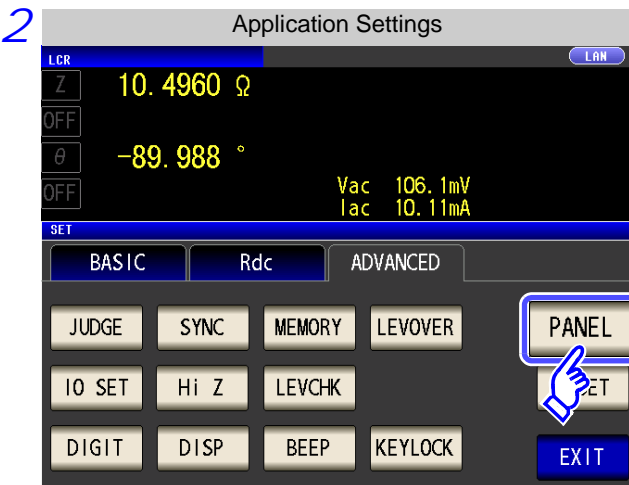 2
Application Settings
LCR
LAN
Z 10.4960 Ω
OFF
θ -89.988 °
OFF
Vac 106.1mV
Iac 10.11mA
SET
BASIC Rdc ADVANCED
JUDGE SYNC MEMORY LEVOVER PANEL
IO SET Hi Z LEVCHK
DIGIT DISP BEEP KEYLOCK EXIT